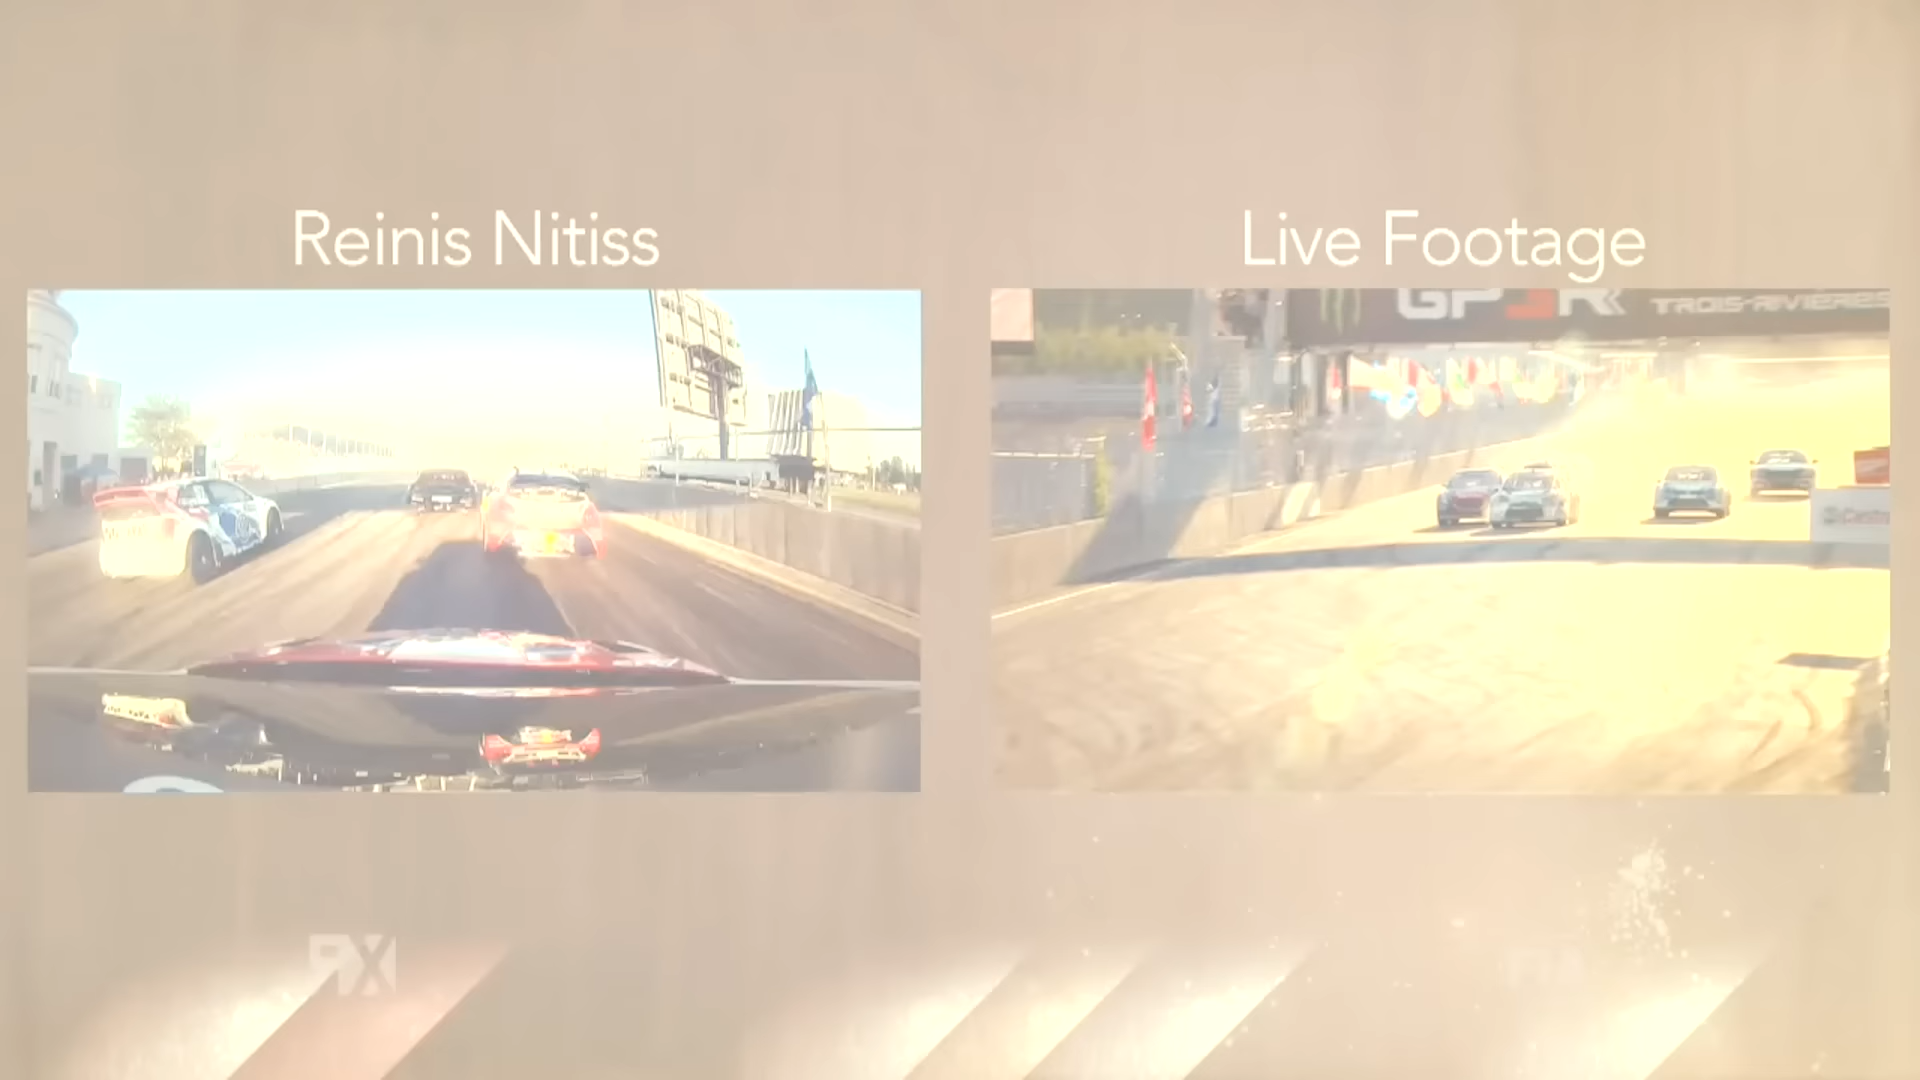 Reinis Nitiss
Live Footage
GP3R
TROIS-RIVIERES
RX